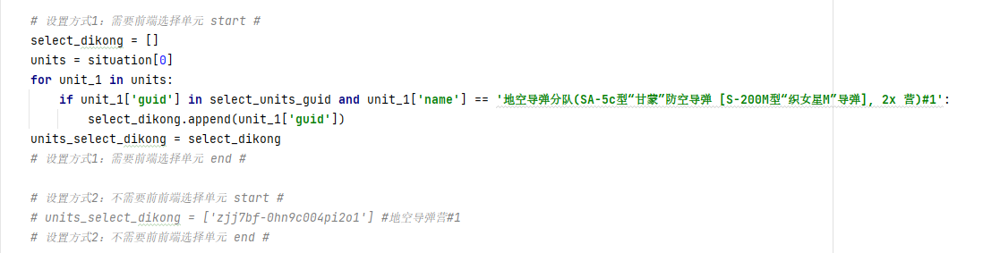 # 设置方式1：需要前端选择单元 start #
select_dikong = []
units = situation[0]
for unit_1 in units:
    if unit_1['guid'] in select_units_guid and unit_1['name'] == '地空导弹分队(SA-5c型“甘蒙”防空导弹 [S-200M型“织女星M”导弹], 2x 营)#1':
        select_dikong.append(unit_1['guid'])
units_select_dikong = select_dikong
# 设置方式1：需要前端选择单元 end #
# 设置方式2：不需要前前端选择单元 start #
# units_select_dikong = ['zjj7bf-0hn9c004pi2o1'] #地空导弹营#1
# 设置方式2：不需要前前端选择单元 end #